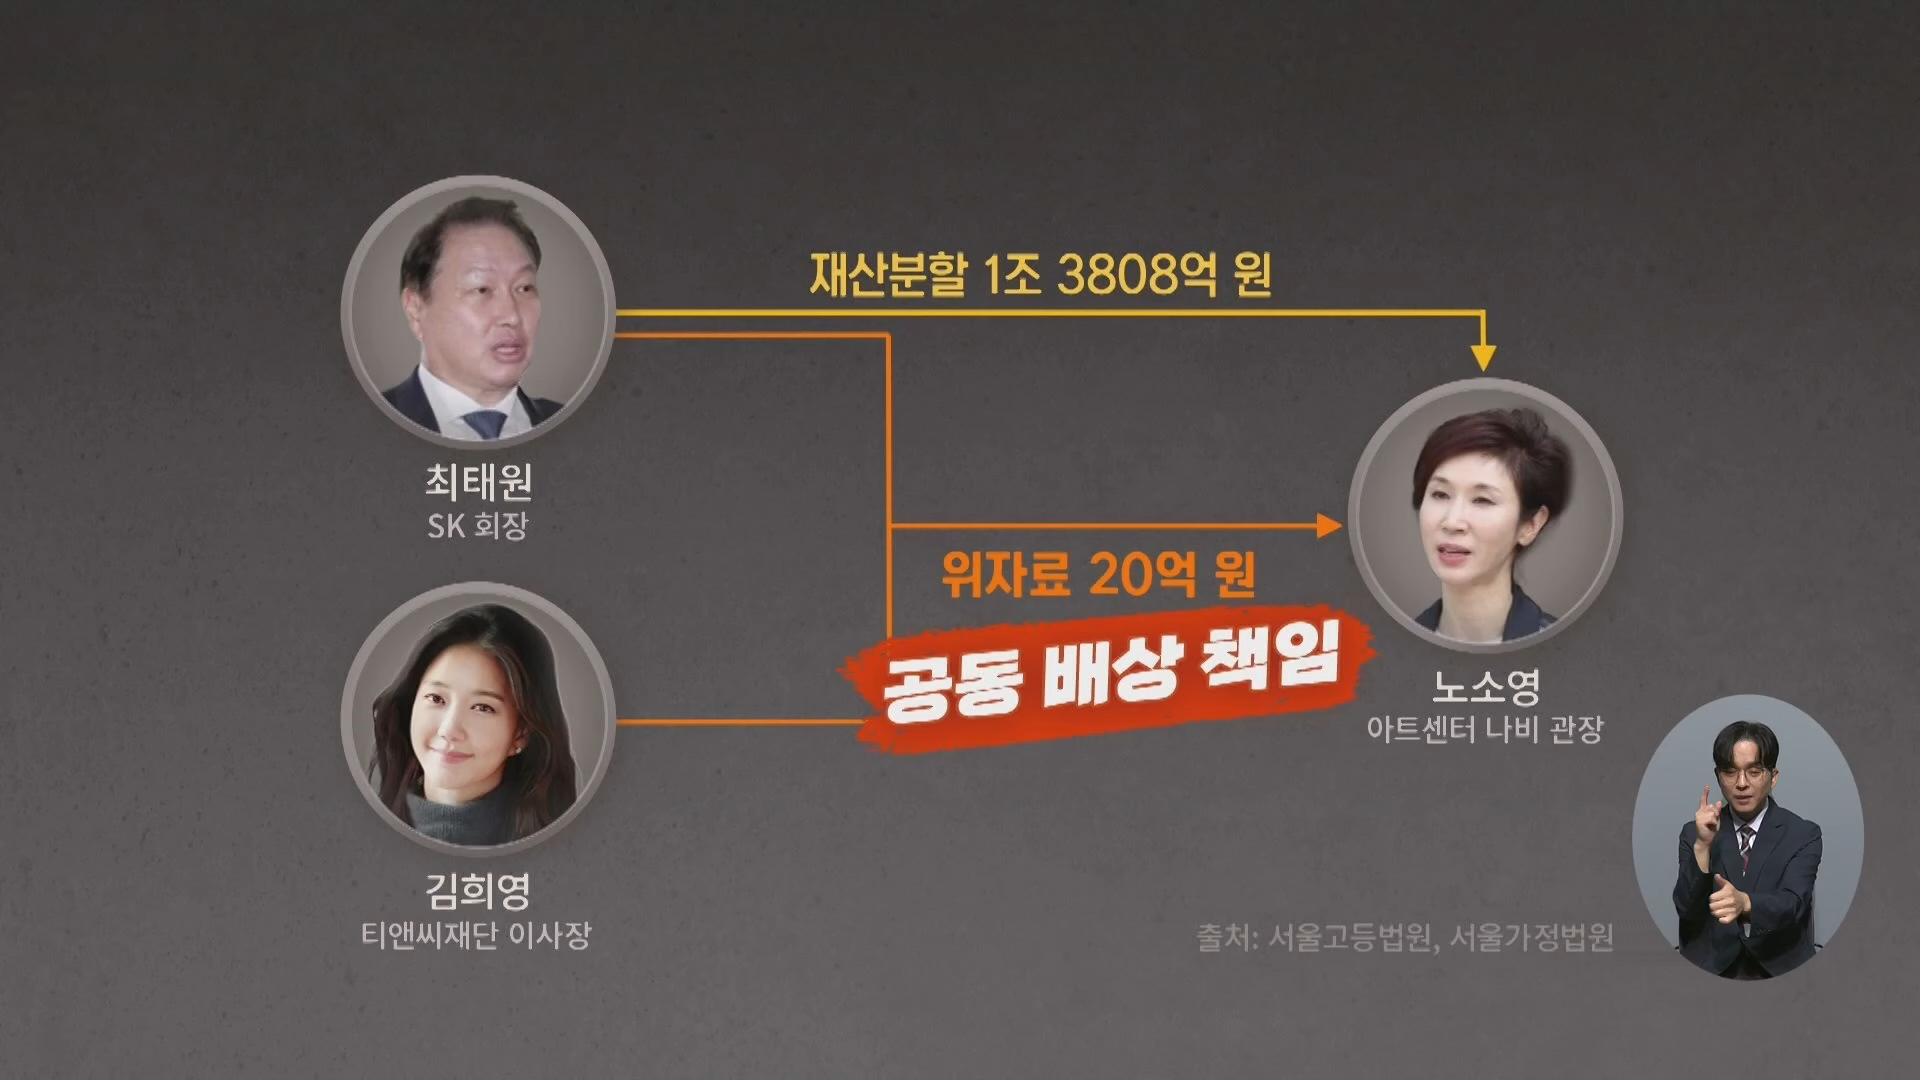 재산분할 1조 3808억 원
최태원
SK 회장
위자료 20억 원
공동 배상 책임
노소영
아트센터 나비 관장
김희영
티앤씨재단 이사장
출처: 서울고등법원, 서울가정법원